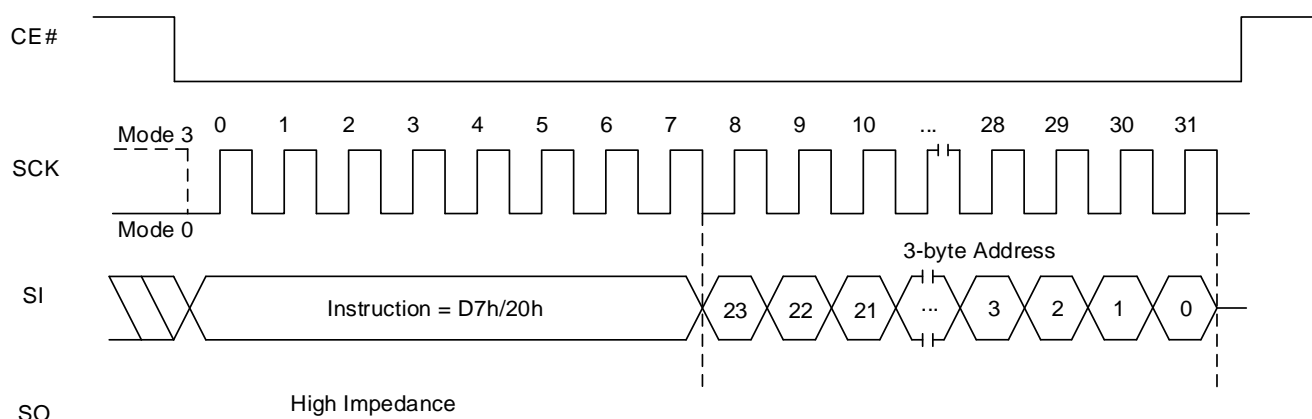 CE#
0 1 2 3 4 5 6 7 8 9 10 ... 28 29 30 31
Mode 3
SCK
Mode 0
3-byte Address
SI
Instruction = D7h/20h 23 22 21 ... 3 2 1 0
High Impedance
SO